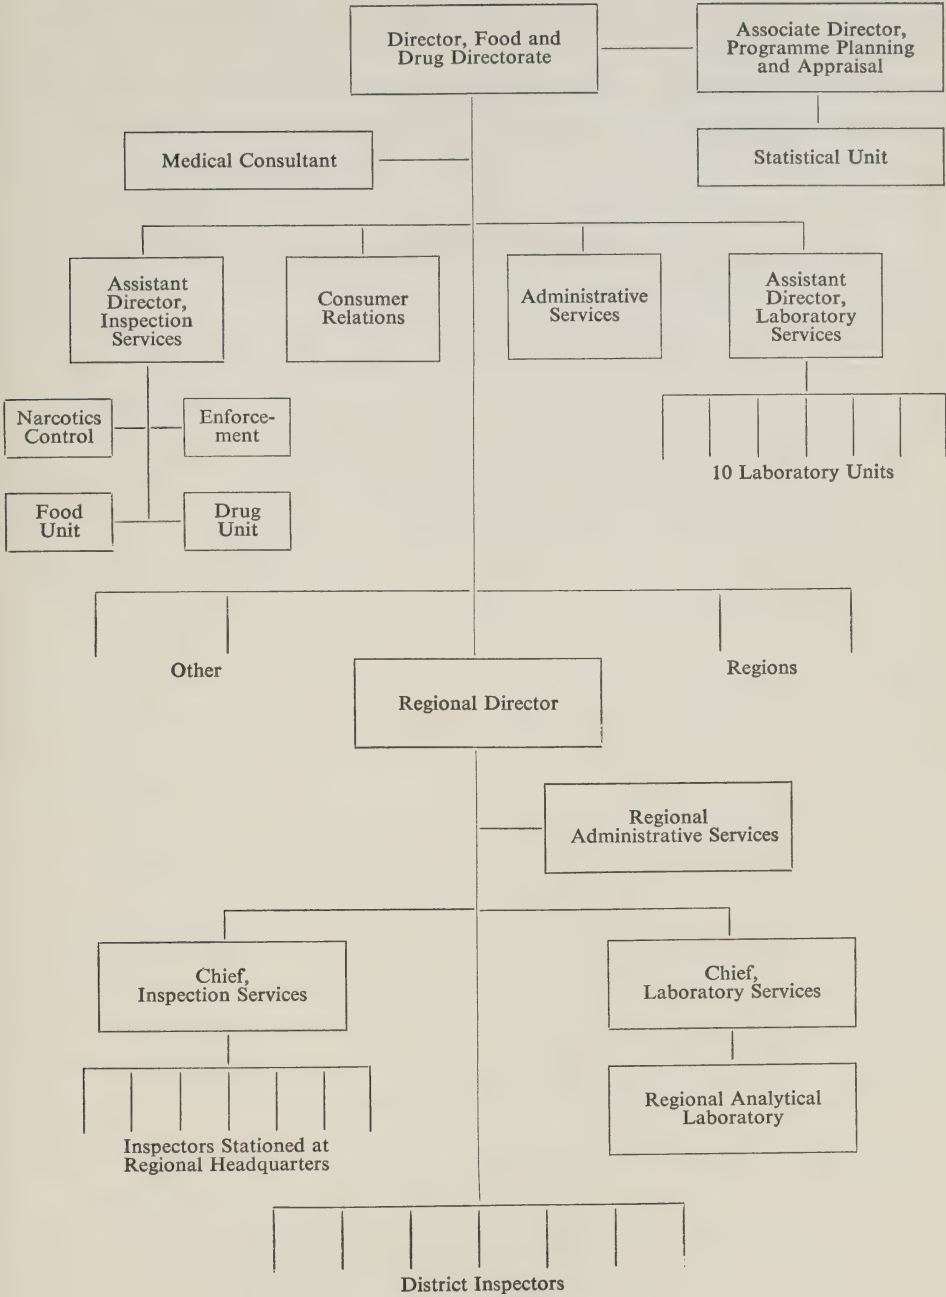 Director, Food and
Drug Directorate
Associate Director,
Programme Planning
and Appraisal
Medical Consultant
Statistical Unit
Assistant
Director,
Inspection
Services
Consumer
Relations
Administrative
Services
Assistant
Director,
Laboratory
Services
Narcotics
Control
Enforce-
ment
10 Laboratory Units
Food
Unit
Drug
Unit
Other
Regions
Regional Director
Regional
Administrative Services
Chief,
Inspection Services
Chief,
Laboratory Services
Regional Analytical
Laboratory
Inspectors Stationed at
Regional Headquarters
District Inspectors